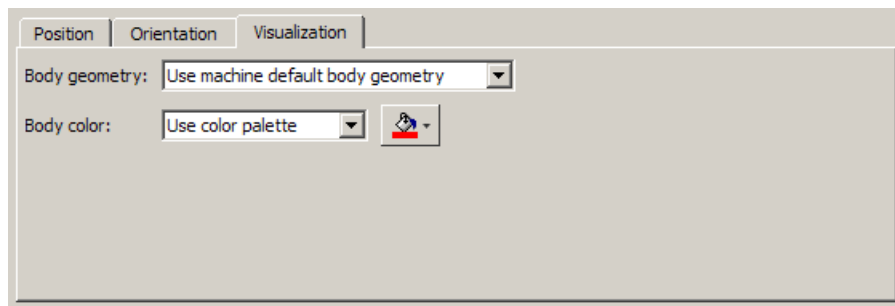 Position Orientation Visualization
Body geometry: Use machine default body geometry
Body color: Use color palette